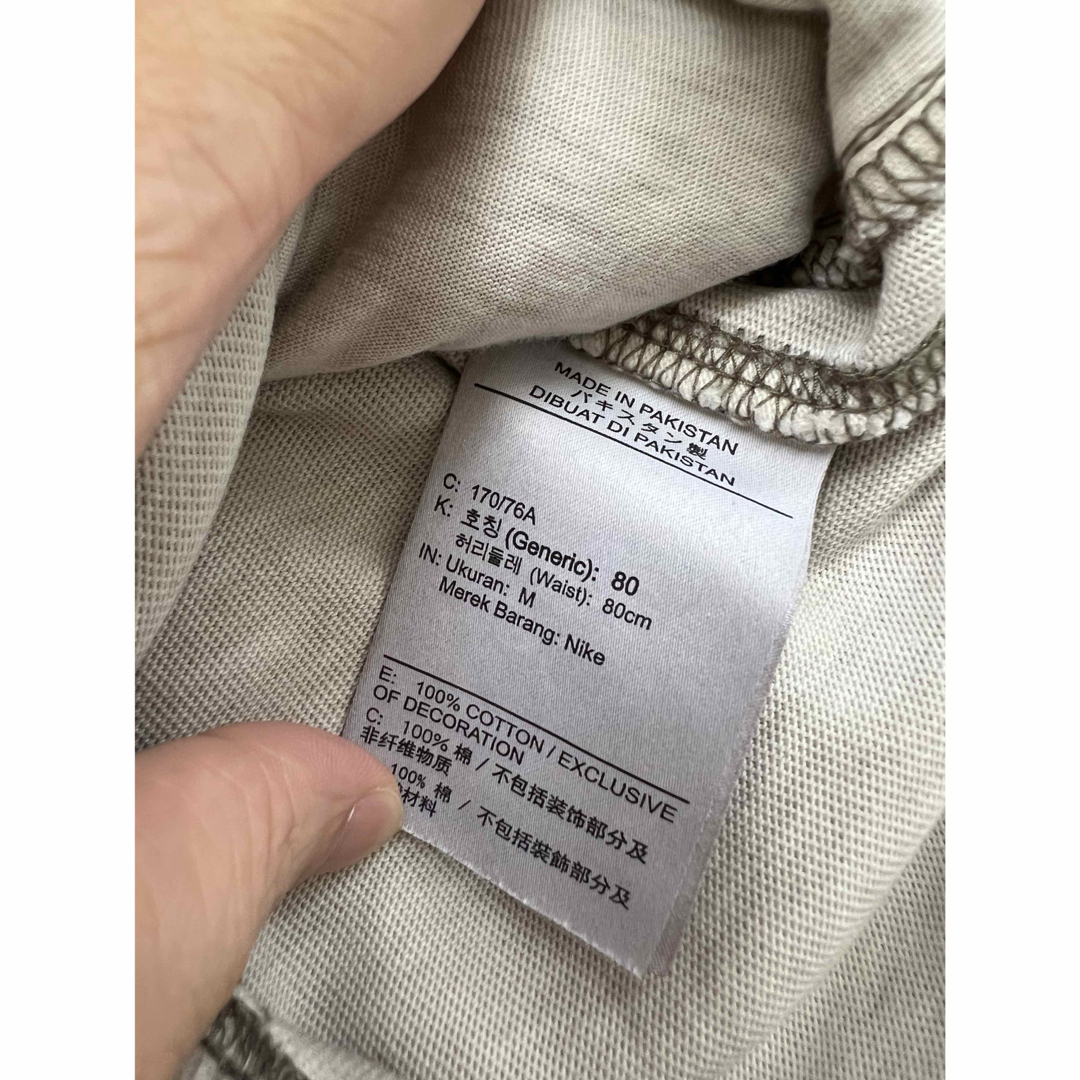 MADE IN PAKISTAN
パキスタン製
DIBUAT DI PAKISTAN
C: 170/76A
K: 호칭 (Generic): 80
허리둘레 (Waist): 80cm
IN: Ukuran: M
Merek Barang: Nike
E: 100% COTTON / EXCLUSIVE
OF DECORATION
C: 100% 棉 / 不包括装饰部分及
非纤维物质
100% 棉 / 不包括裝飾部分及
材料